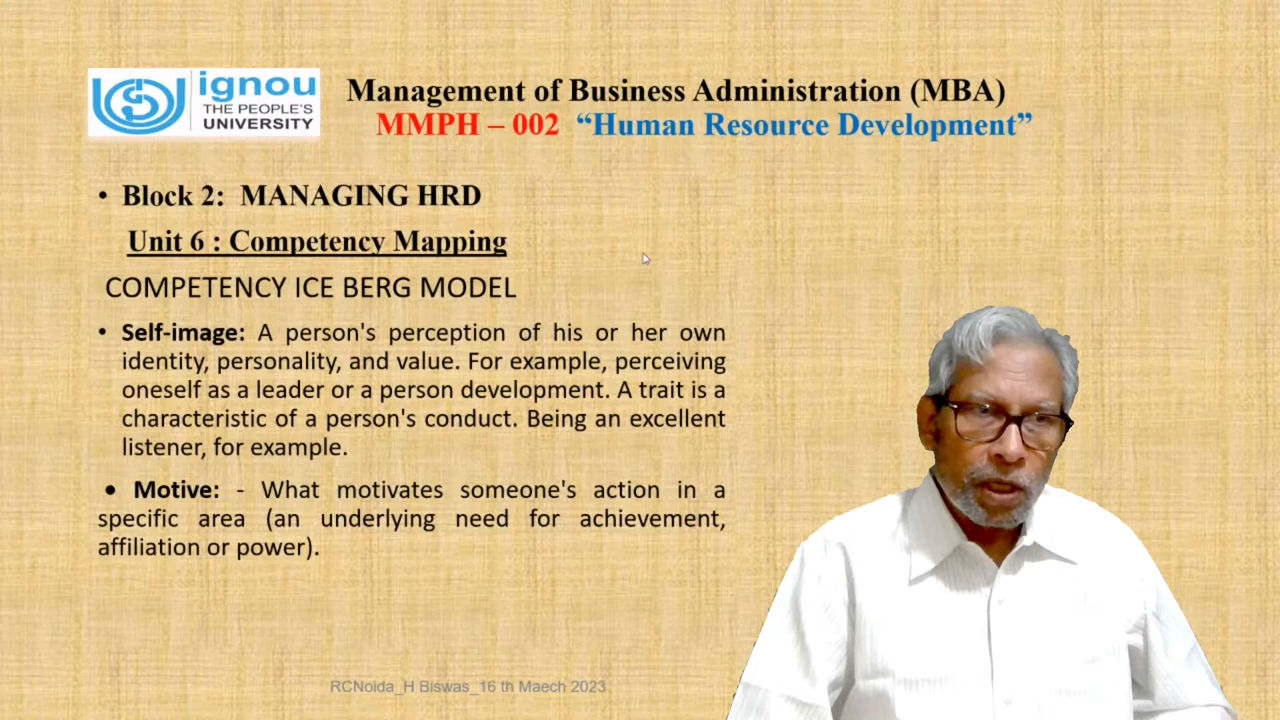 ignou
THE PEOPLE'S
UNIVERSITY
Management of Business Administration (MBA)
MMPH – 002 “Human Resource Development”
• Block 2: MANAGING HRD
Unit 6 : Competency Mapping
COMPETENCY ICE BERG MODEL
• Self-image: A person's perception of his or her own
identity, personality, and value. For example, perceiving
oneself as a leader or a person development. A trait is a
characteristic of a person's conduct. Being an excellent
listener, for example.
• Motive: - What motivates someone's action in a
specific area (an underlying need for achievement,
affiliation or power).
RCNoida_H Biswas_16 th Maech 2023